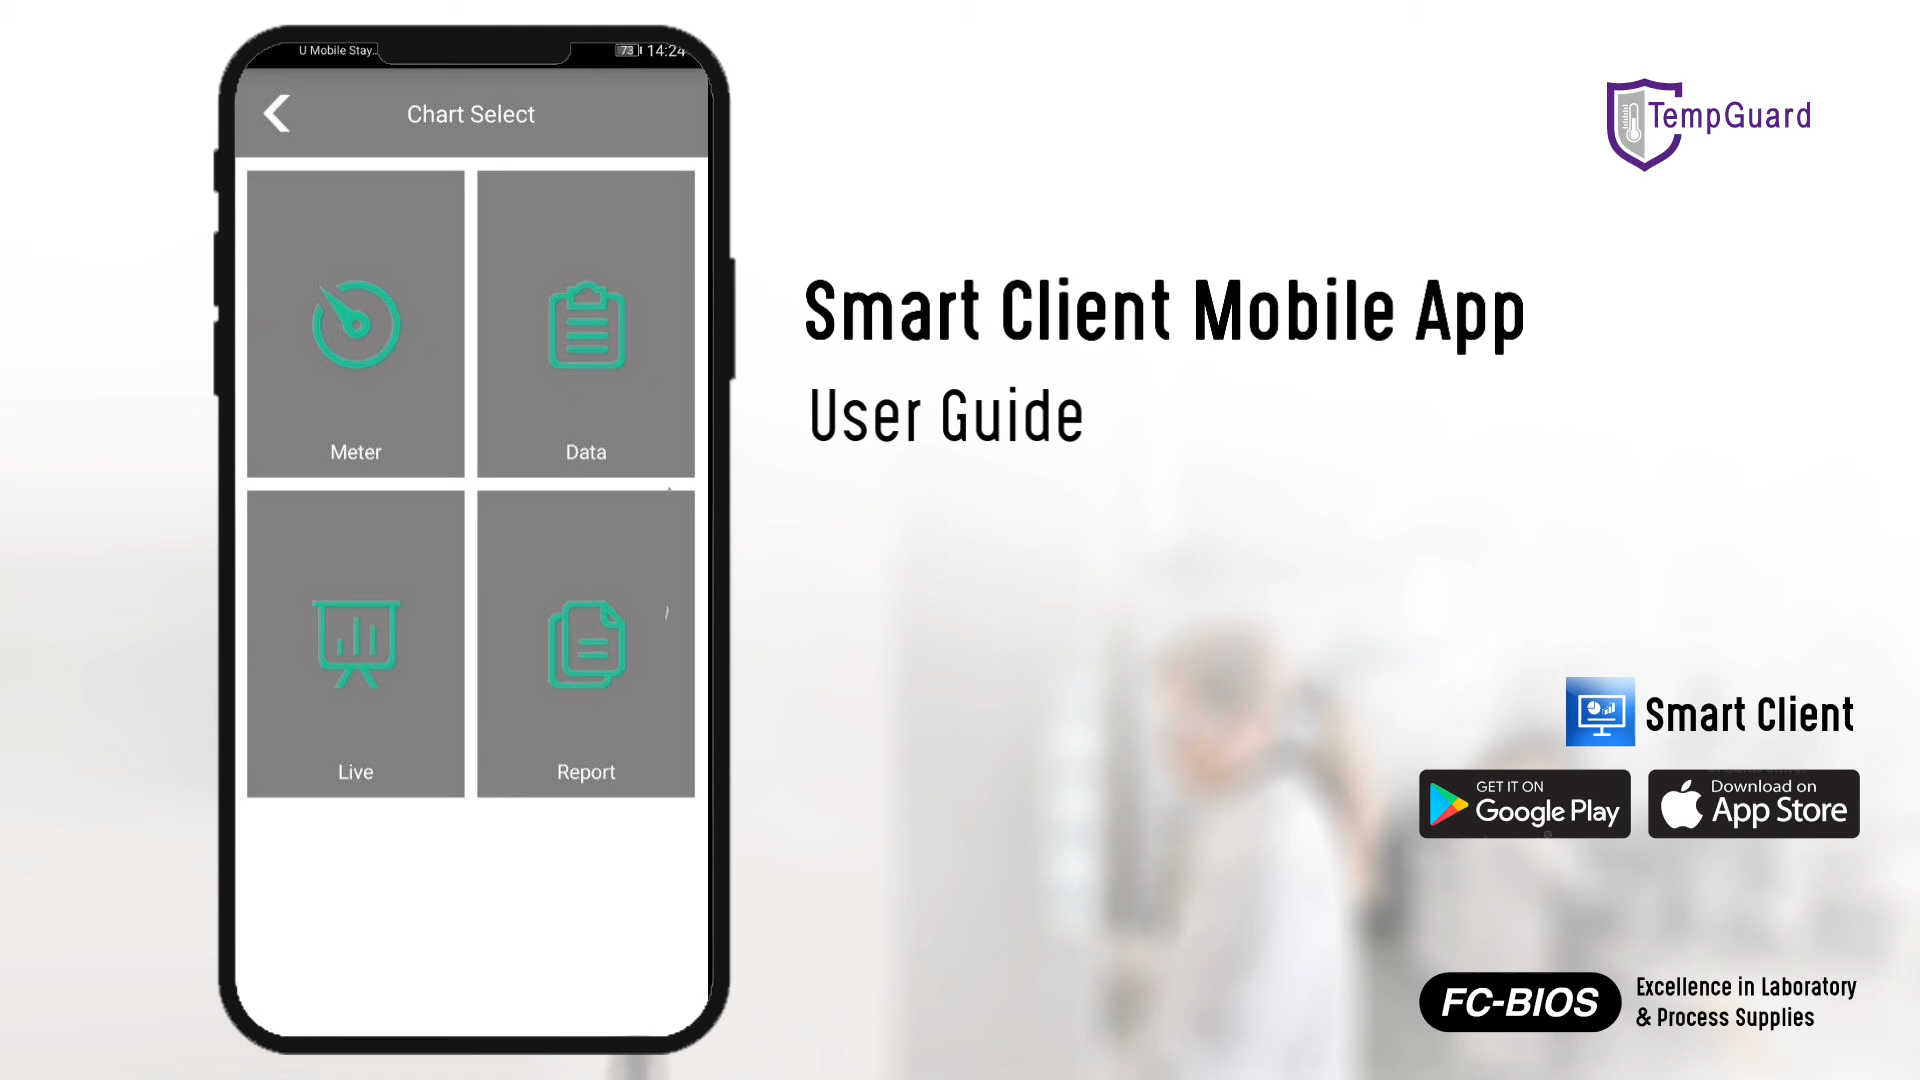 U Mobile Stay...
73 14:24
Chart Select
Meter
Data
Live
Report
TempGuard
Smart Client Mobile App
User Guide
Smart Client
GET IT ON
Google Play
Download on
App Store
FC-BIOS
Excellence in Laboratory
& Process Supplies